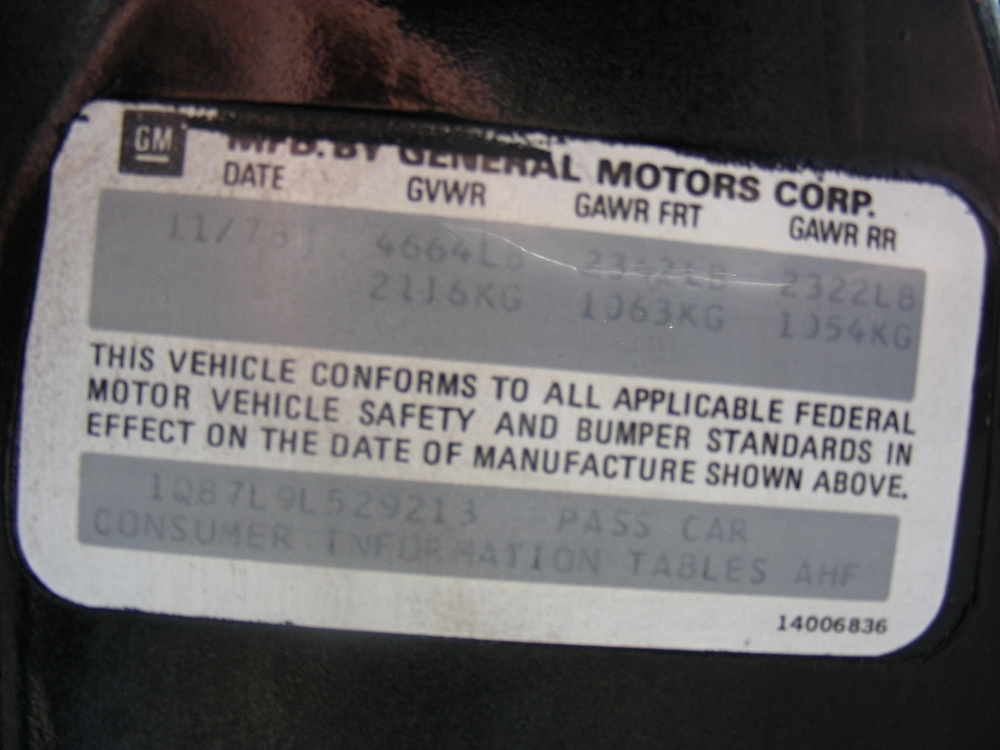 GM
MFD. BY GENERAL MOTORS CORP.
DATE GVWR GAWR FRT GAWR RR
11/78 4664LB 2342LB 2322LB
2116KG 1063KG 1054KG
THIS VEHICLE CONFORMS TO ALL APPLICABLE FEDERAL
MOTOR VEHICLE SAFETY AND BUMPER STANDARDS IN
EFFECT ON THE DATE OF MANUFACTURE SHOWN ABOVE.
1Q87L9L529213 PASS CAR
CONSUMER INFORMATION TABLES AHF
14006836